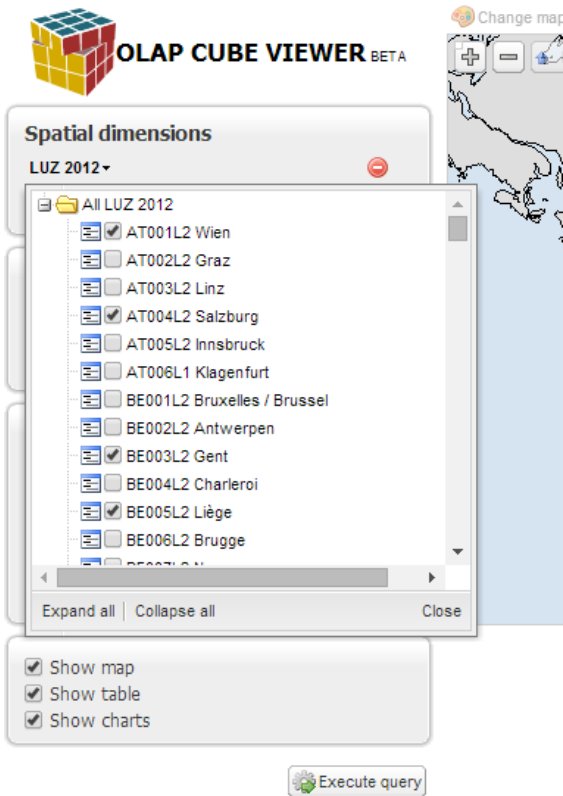 Change map
OLAP CUBE VIEWER BETA
Spatial dimensions
LUZ 2012
All LUZ 2012
AT001L2 Wien
AT002L2 Graz
AT003L2 Linz
AT004L2 Salzburg
AT005L2 Innsbruck
AT006L1 Klagenfurt
BE001L2 Bruxelles / Brussel
BE002L2 Antwerpen
BE003L2 Gent
BE004L2 Charleroi
BE005L2 Liège
BE006L2 Brugge
Expand all
Collapse all
Close
Show map
Show table
Show charts
Execute query